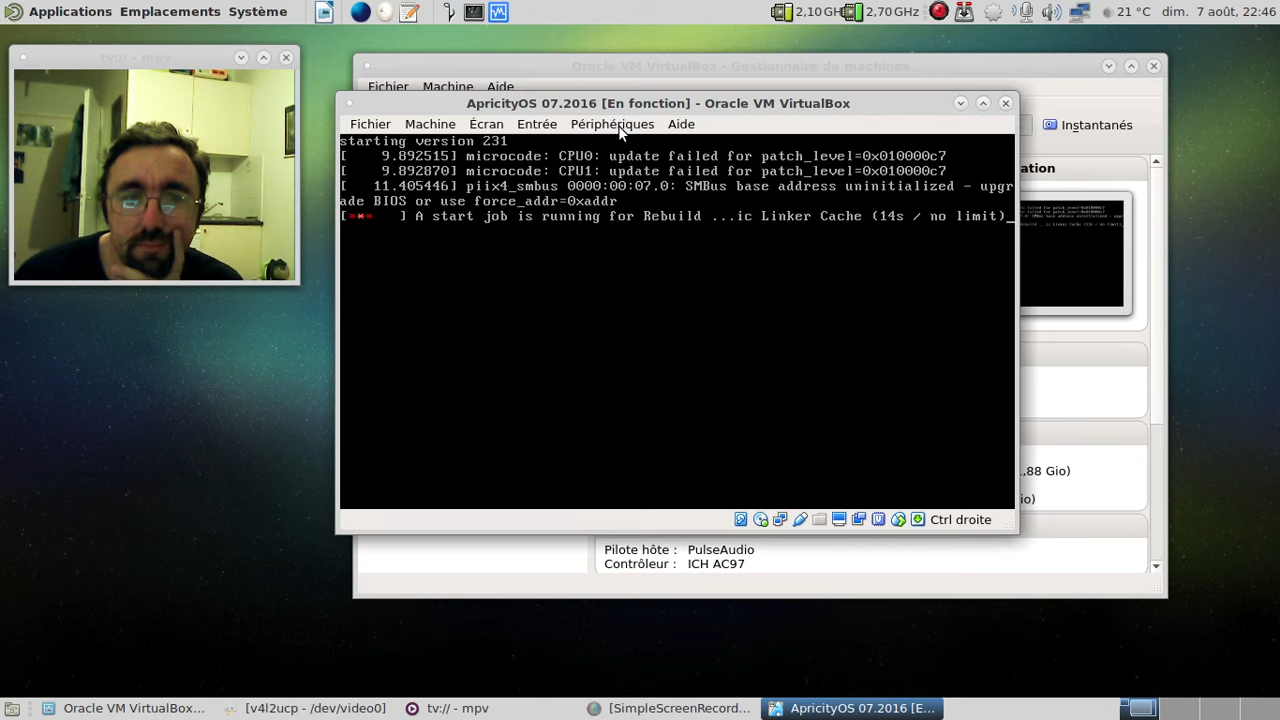 Applications Emplacements Système
2,10 GH 2,70 GHz 21 °C dim. 7 août, 22:46
tv:// - mpv
Oracle VM VirtualBox - Gestionnaire de machines
Fichier Machine Aide
Instantanés
ApricityOS 07.2016 [En fonction] - Oracle VM VirtualBox
Fichier Machine Écran Entrée Périphériques Aide
starting version 231
[    9.892515] microcode: CPU0: update failed for patch_level=0x010000c7
[    9.892870] microcode: CPU1: update failed for patch_level=0x010000c7
[   11.405446] piix4_smbus 0000:00:07.0: SMBus base address uninitialized - upgr
ade BIOS or use force_addr=0xaddr
[***   ] A start job is running for Rebuild ...ic Linker Cache (14s / no limit)_
ation
,88 Gio)
io)
Ctrl droite
Pilote hôte : PulseAudio
Contrôleur : ICH AC97
Oracle VM VirtualBox...
[v4l2ucp - /dev/video0]
tv:// - mpv
[SimpleScreenRecord...
ApricityOS 07.2016 [E...